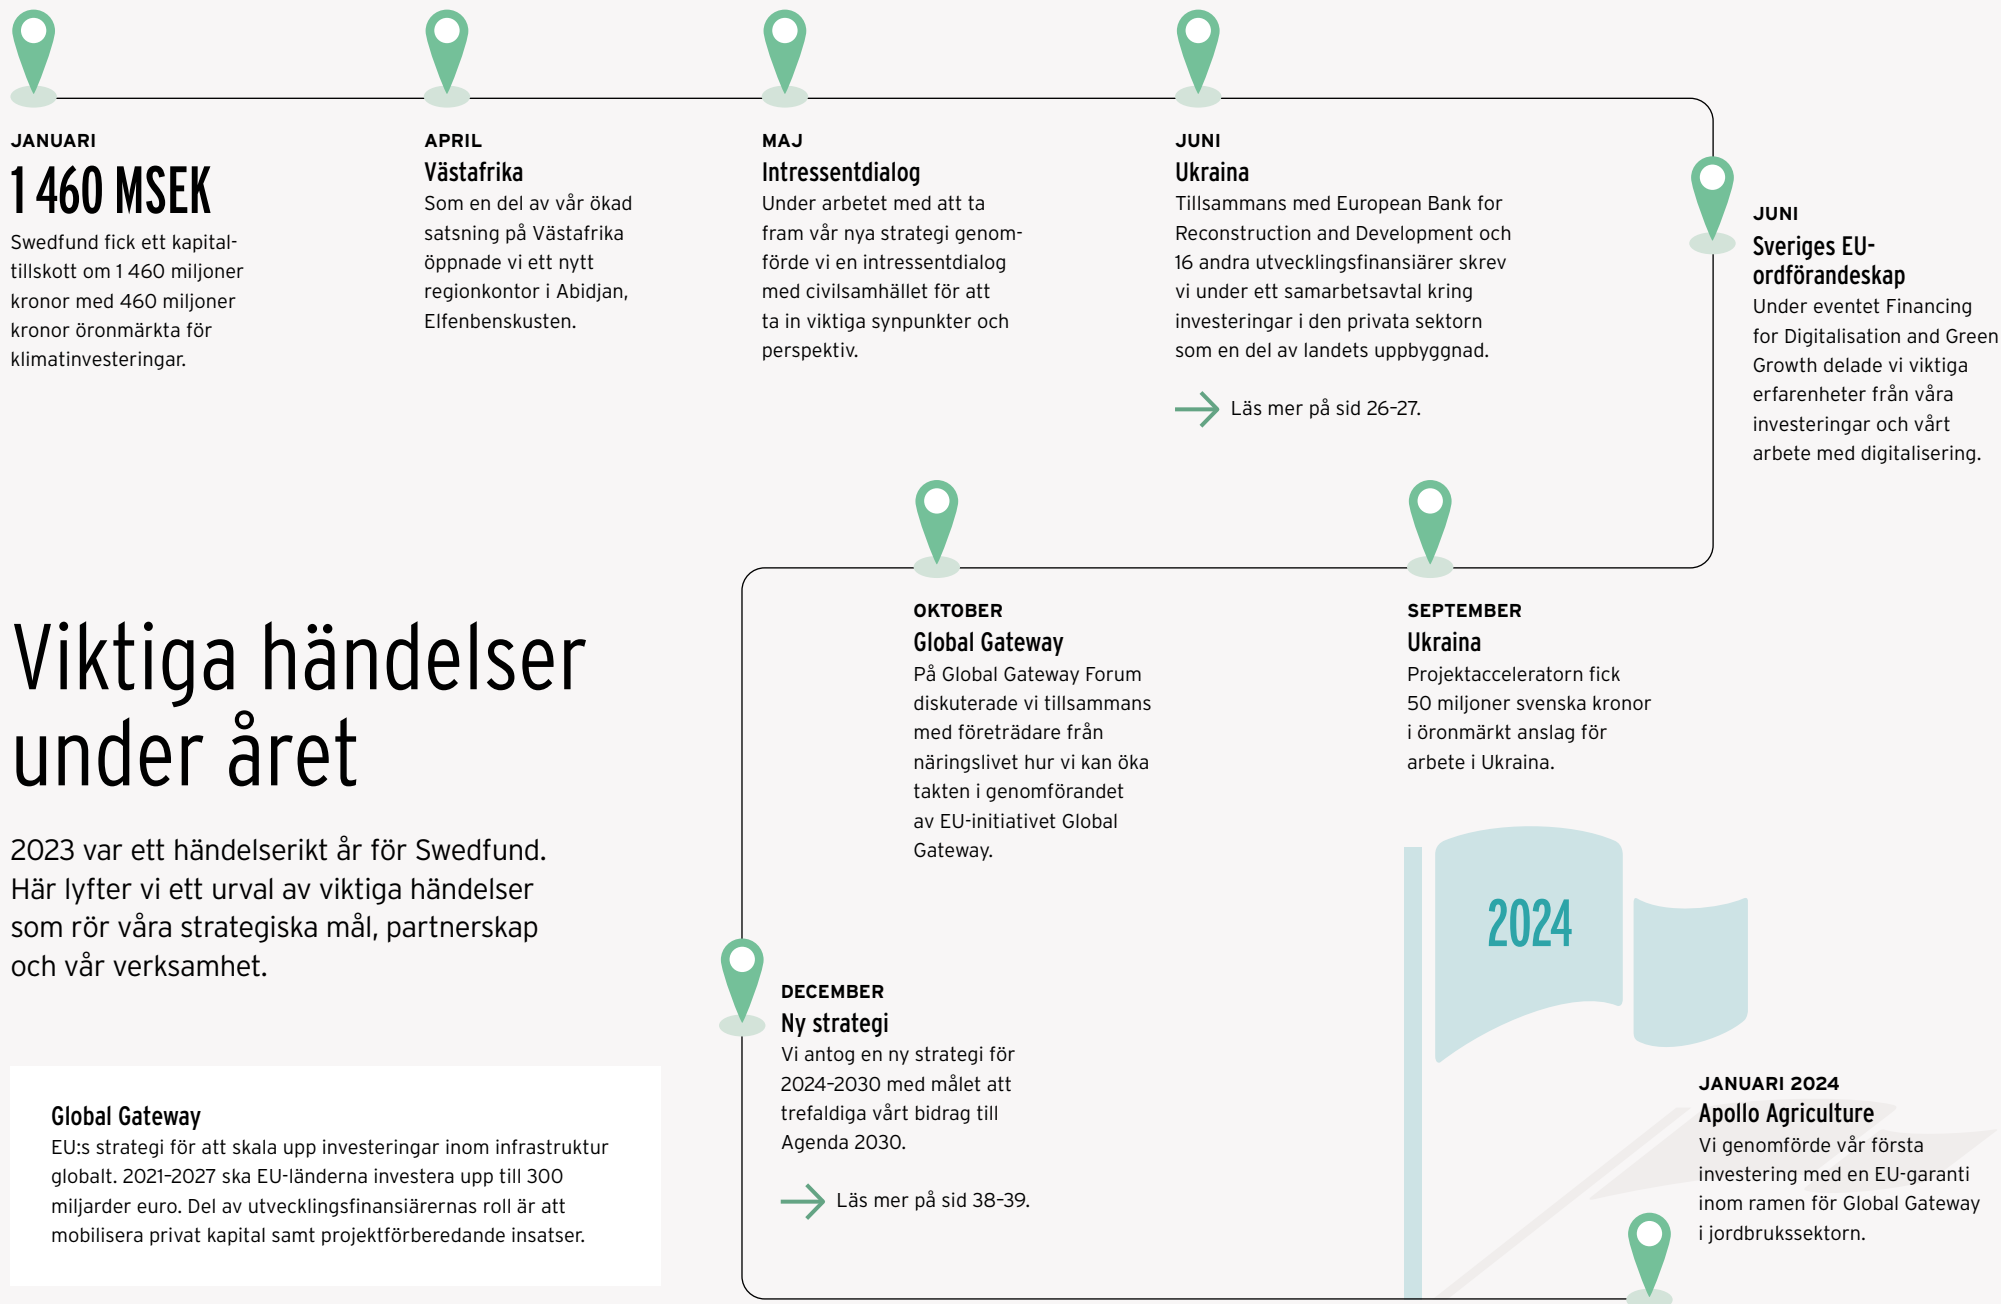 JANUARI
1 460 MSEK
Swedfund fick ett kapital-
tillskott om 1 460 miljoner
kronor med 460 miljoner
kronor öronmärkta för
klimatinvesteringar.
APRIL
Västafrika
Som en del av vår ökad
satsning på Västafrika
öppnade vi ett nytt
regionkontor i Abidjan,
Elfenbenskusten.
MAJ
Intressentdialog
Under arbetet med att ta
fram vår nya strategi genom-
förde vi en intressentdialog
med civilsamhället för att
ta in viktiga synpunkter och
perspektiv.
JUNI
Ukraina
Tillsammans med European Bank for
Reconstruction and Development och
16 andra utvecklingsfinansiärer skrev
vi under ett samarbetsavtal kring
investeringar i den privata sektorn
som en del av landets uppbyggnad.
Läs mer på sid 26–27.
JUNI
Sveriges EU-
ordförandeskap
Under eventet Financing
for Digitalisation and Green
Growth delade vi viktiga
erfarenheter från våra
investeringar och vårt
arbete med digitalisering.
SEPTEMBER
Ukraina
Projektacceleratorn fick
50 miljoner svenska kronor
i öronmärkt anslag för
arbete i Ukraina.
OKTOBER
Global Gateway
På Global Gateway Forum
diskuterade vi tillsammans
med företrädare från
näringslivet hur vi kan öka
takten i genomförandet
av EU-initiativet Global
Gateway.
Viktiga händelser
under året
2023 var ett händelserikt år för Swedfund.
Här lyfter vi ett urval av viktiga händelser
som rör våra strategiska mål, partnerskap
och vår verksamhet.
Global Gateway
EU:s strategi för att skala upp investeringar inom infrastruktur
globalt. 2021–2027 ska EU-länderna investera upp till 300
miljarder euro. Del av utvecklingsfinansiärernas roll är att
mobilisera privat kapital samt projektförberedande insatser.
DECEMBER
Ny strategi
Vi antog en ny strategi för
2024–2030 med målet att
trefaldiga vårt bidrag till
Agenda 2030.
Läs mer på sid 38–39.
2024
JANUARI 2024
Apollo Agriculture
Vi genomförde vår första
investering med en EU-garanti
inom ramen för Global Gateway
i jordbrukssektorn.